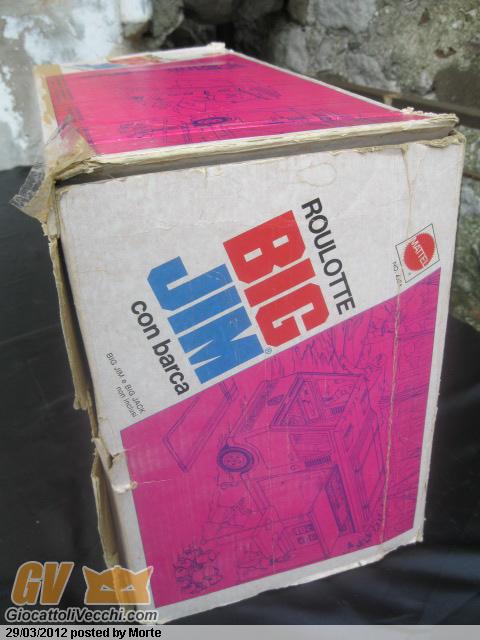 ROULOTTE
BIG
JIM®
con barca
BIG JIM e BIG JACK
non inclusi
MATTEL
GV
GiocattoliVecchi.com
29/03/2012 posted by Morte